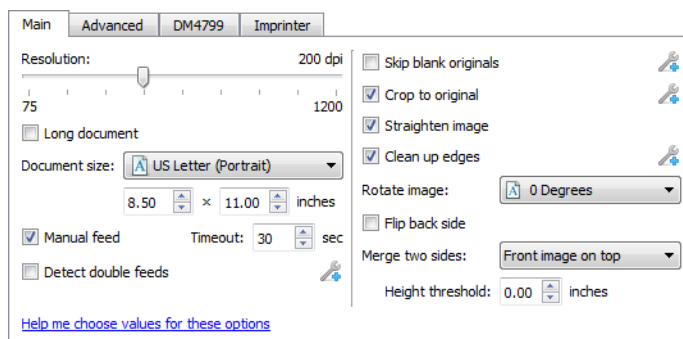 Main Advanced DM4799 Imprinter
Resolution: 200 dpi
75 1200
Long document
Document size: A US Letter (Portrait)
8.50 × 11.00 inches
Manual feed Timeout: 30 sec
Detect double feeds
Help me choose values for these options
Skip blank originals
Crop to original
Straighten image
Clean up edges
Rotate image: A 0 Degrees
Flip back side
Merge two sides: Front image on top
Height threshold: 0.00 inches